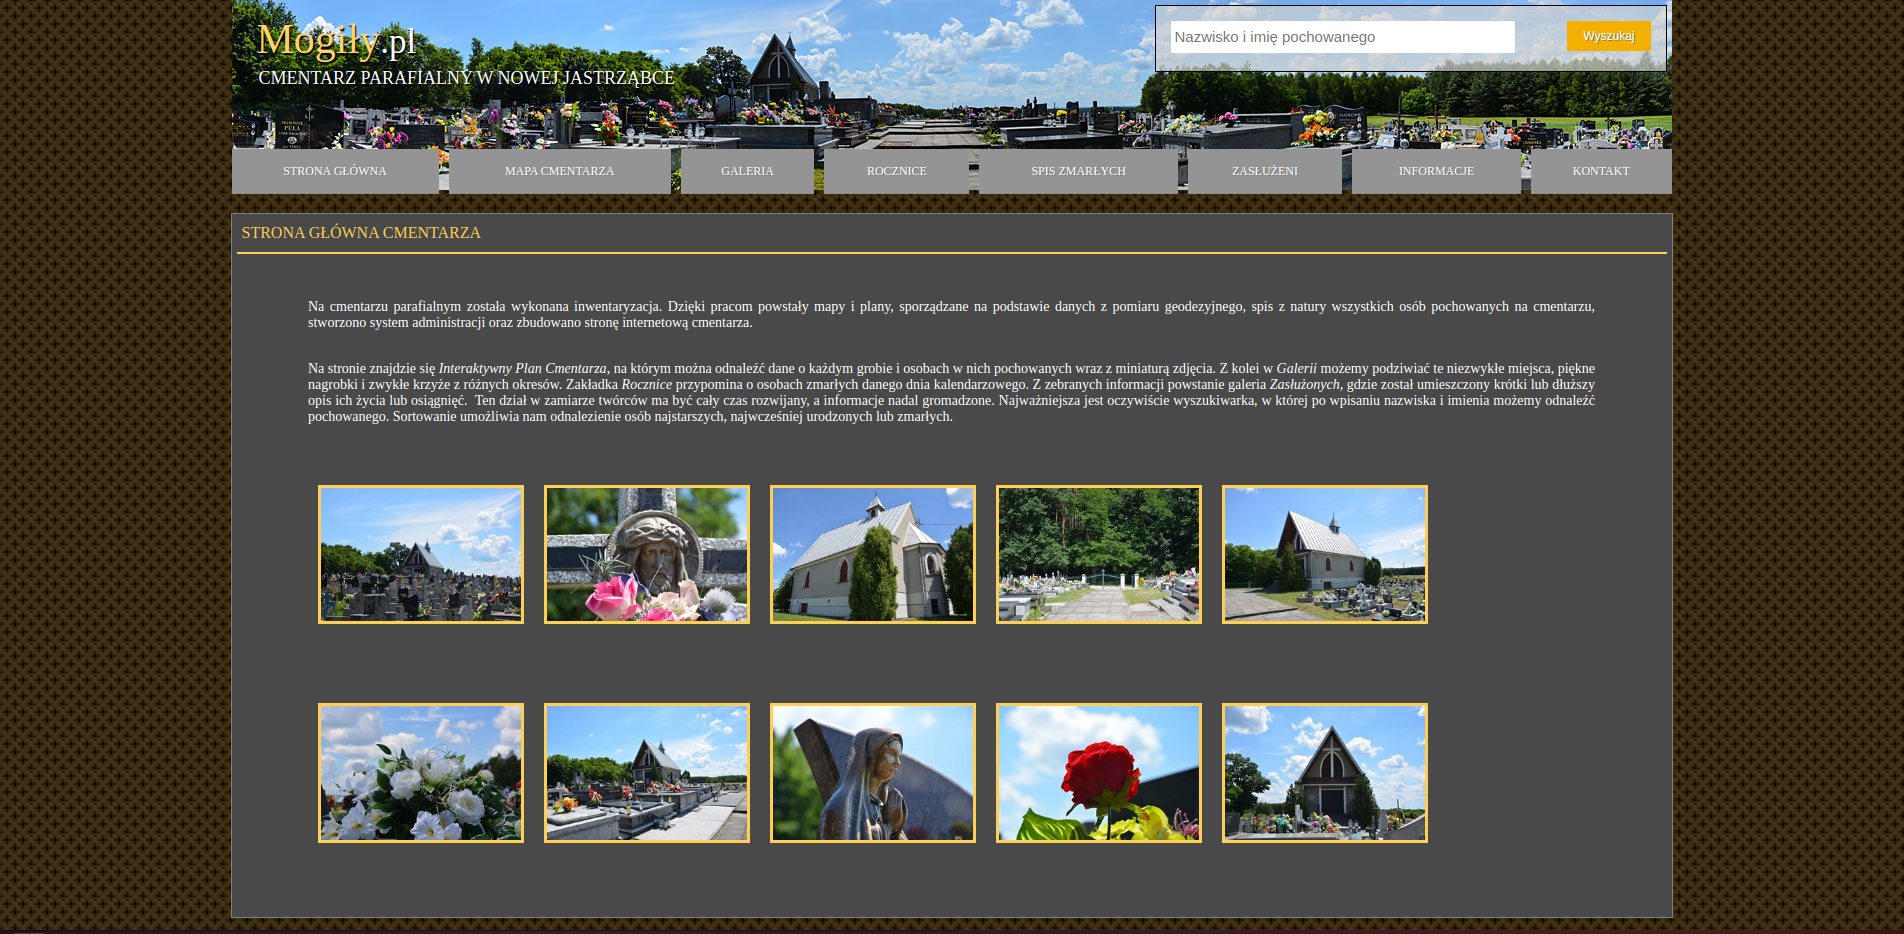 Mogiły.pl
CMENTARZ PARAFIALNY W NOWEJ JASTRZĄBCE
Nazwisko i imię pochowanego
Wyszukaj
STRONA GŁÓWNA
MAPA CMENTARZA
GALERIA
ROCZNICE
SPIS ZMARŁYCH
ZASŁUŻENI
INFORMACJE
KONTAKT
STRONA GŁÓWNA CMENTARZA
Na cmentarzu parafialnym została wykonana inwentaryzacja. Dzięki pracom powstały mapy i plany, sporządzane na podstawie danych z pomiaru geodezyjnego, spis z natury wszystkich osób pochowanych na cmentarzu,
stworzono system administracji oraz zbudowano stronę internetową cmentarza.
Na stronie znajdzie się Interaktywny Plan Cmentarza, na którym można odnaleźć dane o każdym grobie i osobach w nich pochowanych wraz z miniaturą zdjęcia. Z kolei w Galerii możemy podziwiać te niezwykłe miejsca, piękne
nagrobki i zwykłe krzyże z różnych okresów. Zakładka Rocznice przypomina o osobach zmarłych danego dnia kalendarzowego. Z zebranych informacji powstanie galeria Zasłużonych, gdzie został umieszczony krótki lub dłuższy
opis ich życia lub osiągnięć.  Ten dział w zamiarze twórców ma być cały czas rozwijany, a informacje nadal gromadzone. Najważniejsza jest oczywiście wyszukiwarka, w której po wpisaniu nazwiska i imienia możemy odnaleźć
pochowanego. Sortowanie umożliwia nam odnalezienie osób najstarszych, najwcześniej urodzonych lub zmarłych.